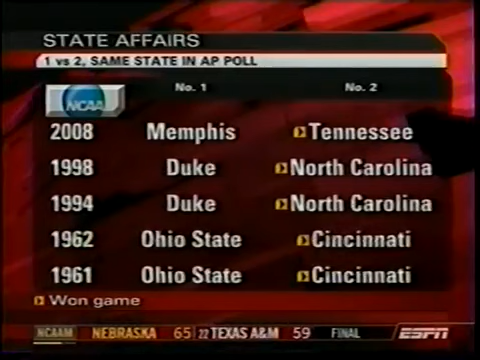 STATE AFFAIRS
1 vs 2, SAME STATE IN AP POLL
NCAA No. 1 No. 2
2008 Memphis Tennessee
1998 Duke North Carolina
1994 Duke North Carolina
1962 Ohio State Cincinnati
1961 Ohio State Cincinnati
Won game
NCAAM NEBRASKA 65 22 TEXAS A&M 59 FINAL ESPN